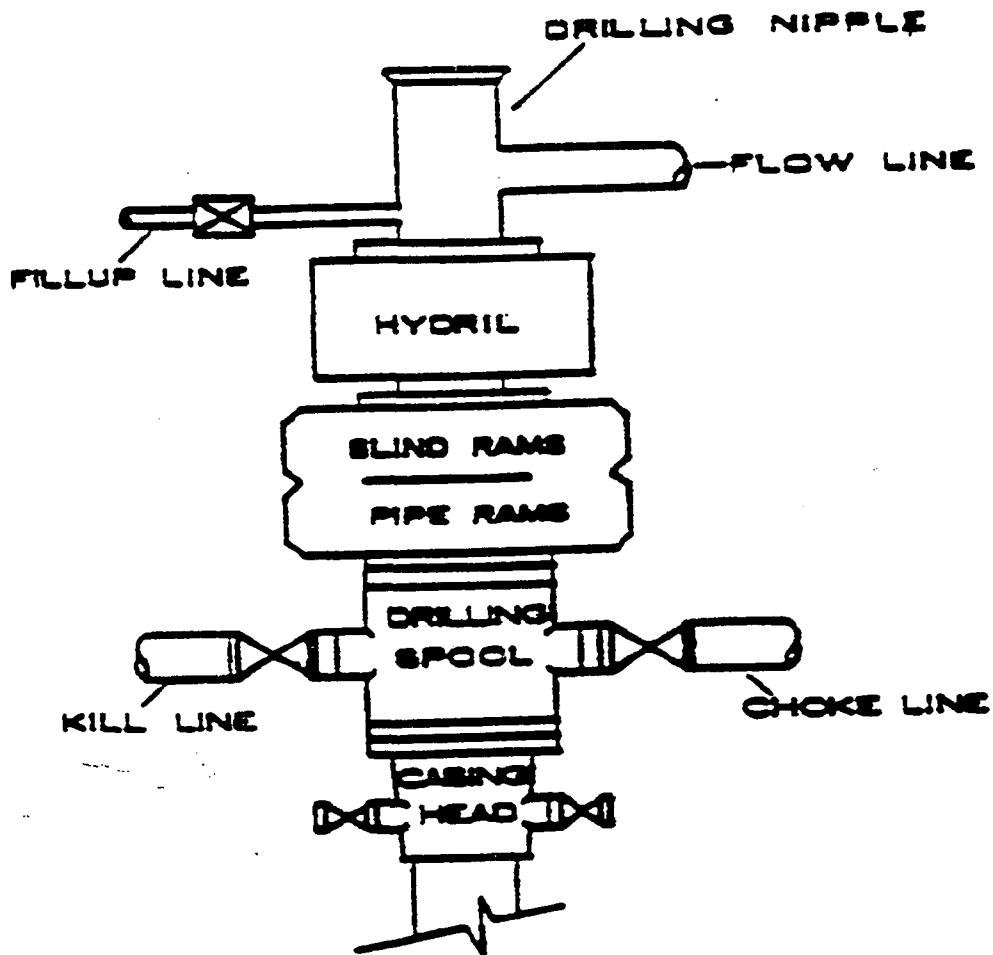 DRILLING NIPPLE
FLOW LINE
FILLUP LINE
HYDRIL
BLIND RAMS
PIPE RAMS
DRILLING
SPOOL
KILL LINE
CHOKE LINE
CASING
HEAD